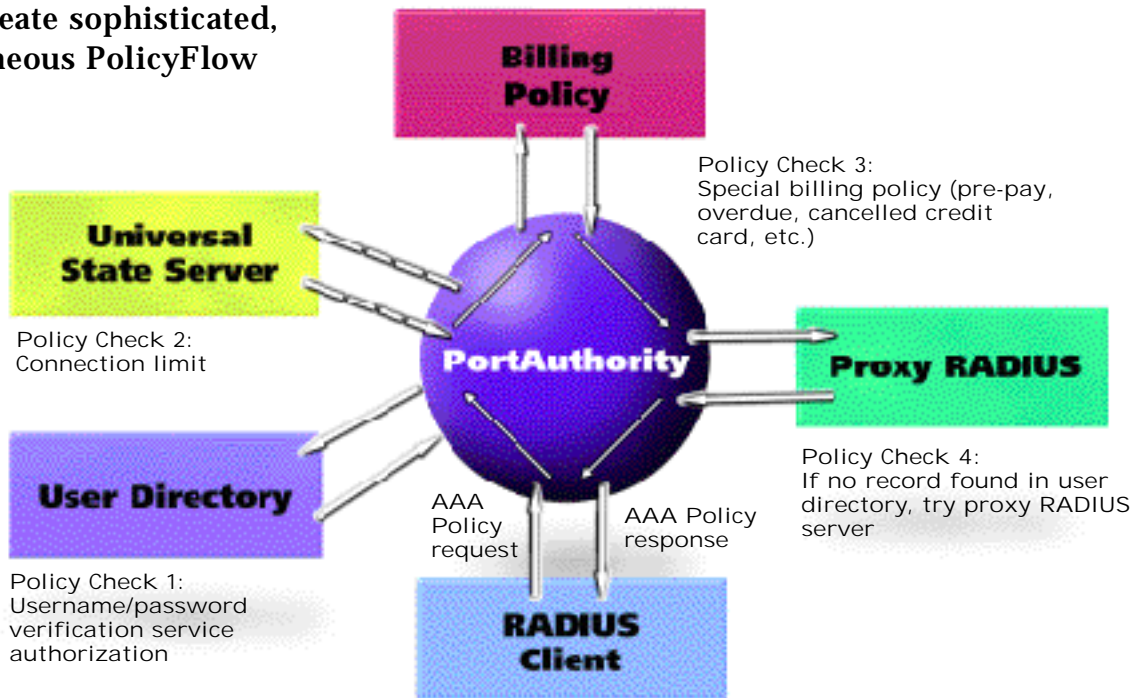 eate sophisticated,
neous PolicyFlow
Billing
Policy
Policy Check 3:
Special billing policy (pre-pay,
overdue, cancelled credit
card, etc.)
Universal
State Server
Policy Check 2:
Connection limit
PortAuthority
Proxy RADIUS
Policy Check 4:
If no record found in user
directory, try proxy RADIUS
server
User Directory
Policy Check 1:
Username/password
verification service
authorization
AAA
Policy
request
AAA Policy
response
RADIUS
Client